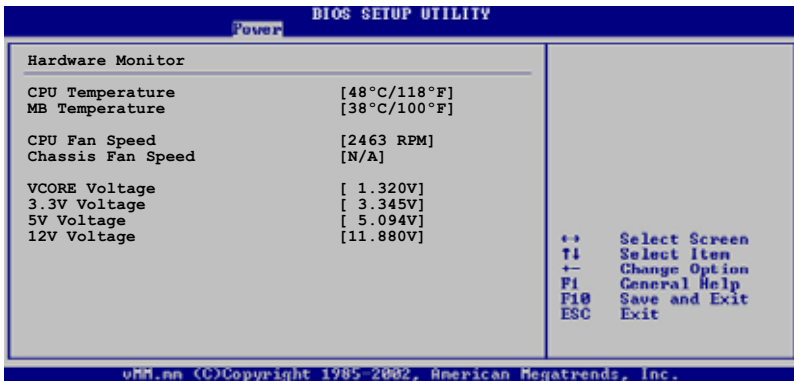 BIOS SETUP UTILITY
Power
Hardware Monitor
CPU Temperature [48°C/118°F]
MB Temperature [38°C/100°F]
CPU Fan Speed [2463 RPM]
Chassis Fan Speed [N/A]
VCORE Voltage [ 1.320V]
3.3V Voltage [ 3.345V]
5V Voltage [ 5.094V]
12V Voltage [11.880V]
↔ Select Screen
↑↓ Select Item
+- Change Option
F1 General Help
F10 Save and Exit
ESC Exit
vMM.nn (C)Copyright 1985-2002, American Megatrends, Inc.